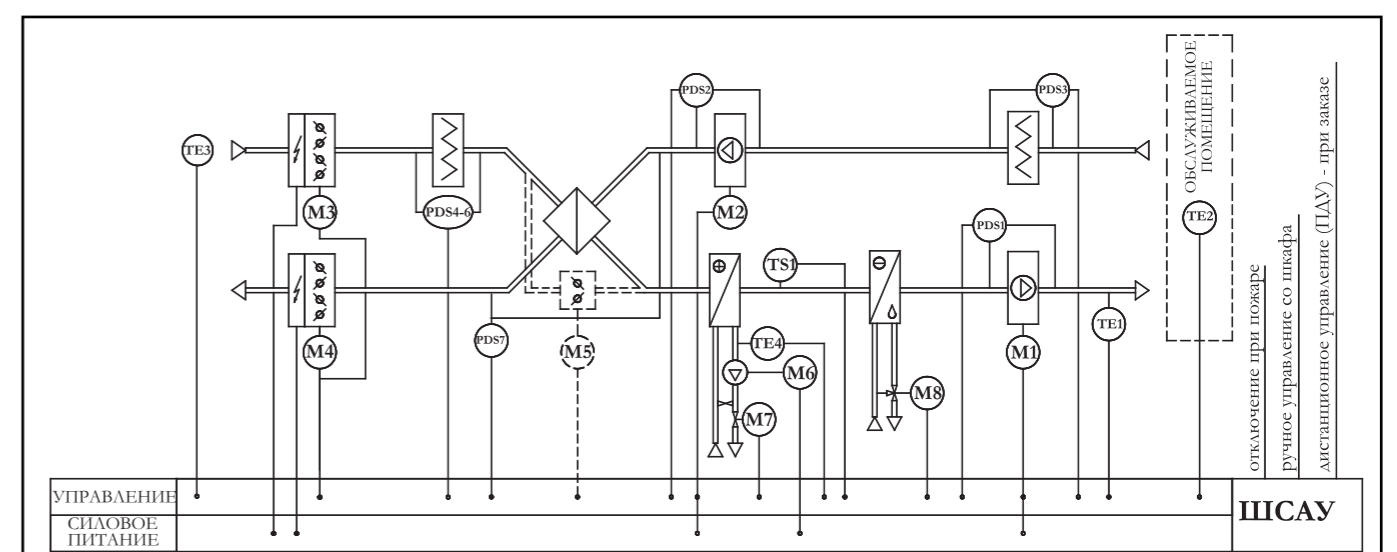 PDS2
PDS3
TE3
ОБСЛУЖИВАЕМОЕ
ПОМЕЩЕНИЕ
дистанционное управление (ПДУ) - при заказе
M3
PDS4-6
M2
TE2
PDS1
TS1
ручное управление со шкафа
отключение при пожаре
M4
PDS7
M5
TE4
M6
M1
TE1
M7
M8
УПРАВЛЕНИЕ
СИЛОВОЕ
ПИТАНИЕ
ШСАУ